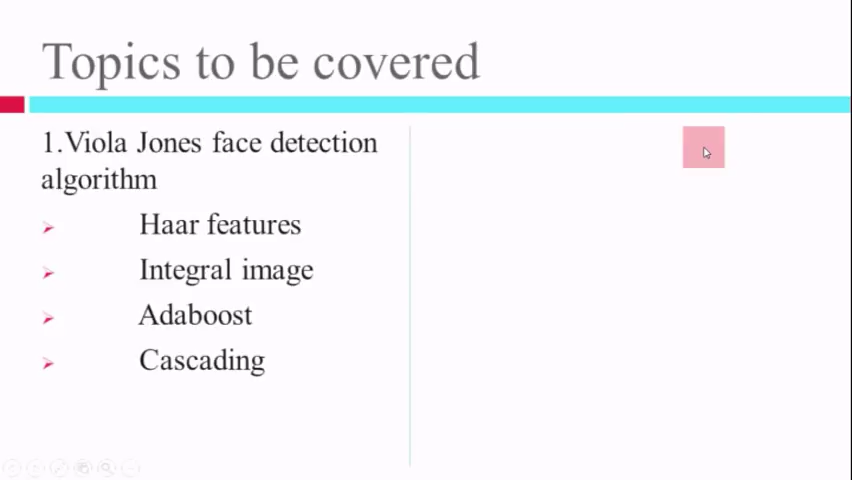 Topics to be covered
1.Viola Jones face detection
algorithm
Haar features
Integral image
Adaboost
Cascading